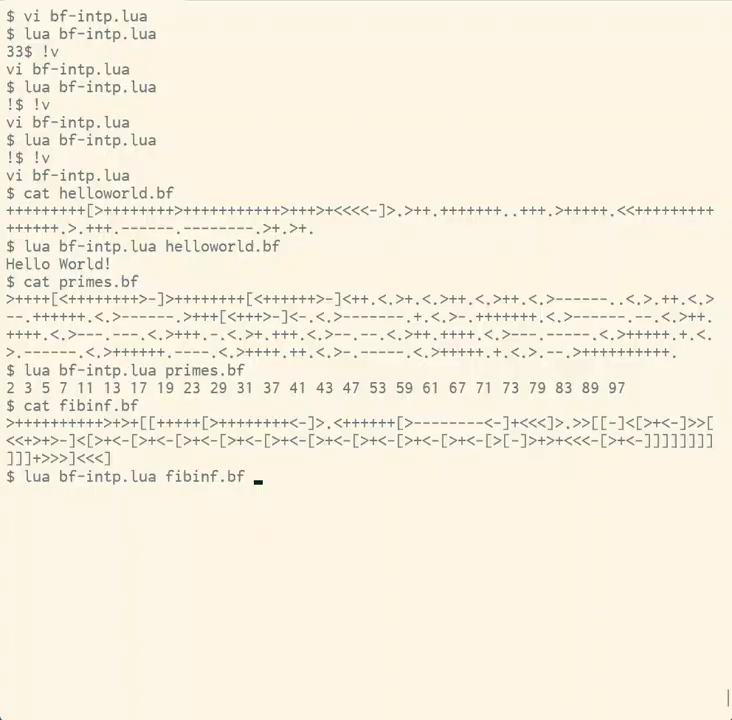 $ vi bf-intp.lua
$ lua bf-intp.lua
33$ !v
vi bf-intp.lua
$ lua bf-intp.lua
!$ !v
vi bf-intp.lua
$ lua bf-intp.lua
!$ !v
vi bf-intp.lua
$ cat helloworld.bf
+++++++++[>++++++++>+++++++++++>+++>+<<<<-]>.>++.+++++++..+++.>+++++.<<+++++++++
++++++.>.+++.------.--------.>+.>+.
$ lua bf-intp.lua helloworld.bf
Hello World!
$ cat primes.bf
>++++[<++++++++>-]>++++++++[<++++++>-]<++.<.>+.<.>++.<.>++.<.>------..<.>.++.<.>
--.++++++.<.>------.>+++[<+++>-]<-.<.>-------.+.<.>-.+++++++.<.>------.--.<.>++.
++++.<.>---.---.<.>+++.-.<.>+.+++.<.>--.--.<.>++.++++.<.>---.-----.<.>+++++.+.<.
>.------.<.>++++++.----.<.>++++.++.<.>-.-----.<.>+++++.+.<.>.--.>++++++++++.
$ lua bf-intp.lua primes.bf
2 3 5 7 11 13 17 19 23 29 31 37 41 43 47 53 59 61 67 71 73 79 83 89 97
$ cat fibinf.bf
>++++++++++>+>+[[+++++[>++++++++<-]>.<++++++[>--------<-]+<<<]>.>>[[-]<[>+<-]>>[
<<+>+>-]<[>+<-[>+<-[>+<-[>+<-[>+<-[>+<-[>+<-[>+<-[>+<-[>[-]>+>+<<<-[>+<-]]]]]]]]
]]]+>>>]<<<]
$ lua bf-intp.lua fibinf.bf